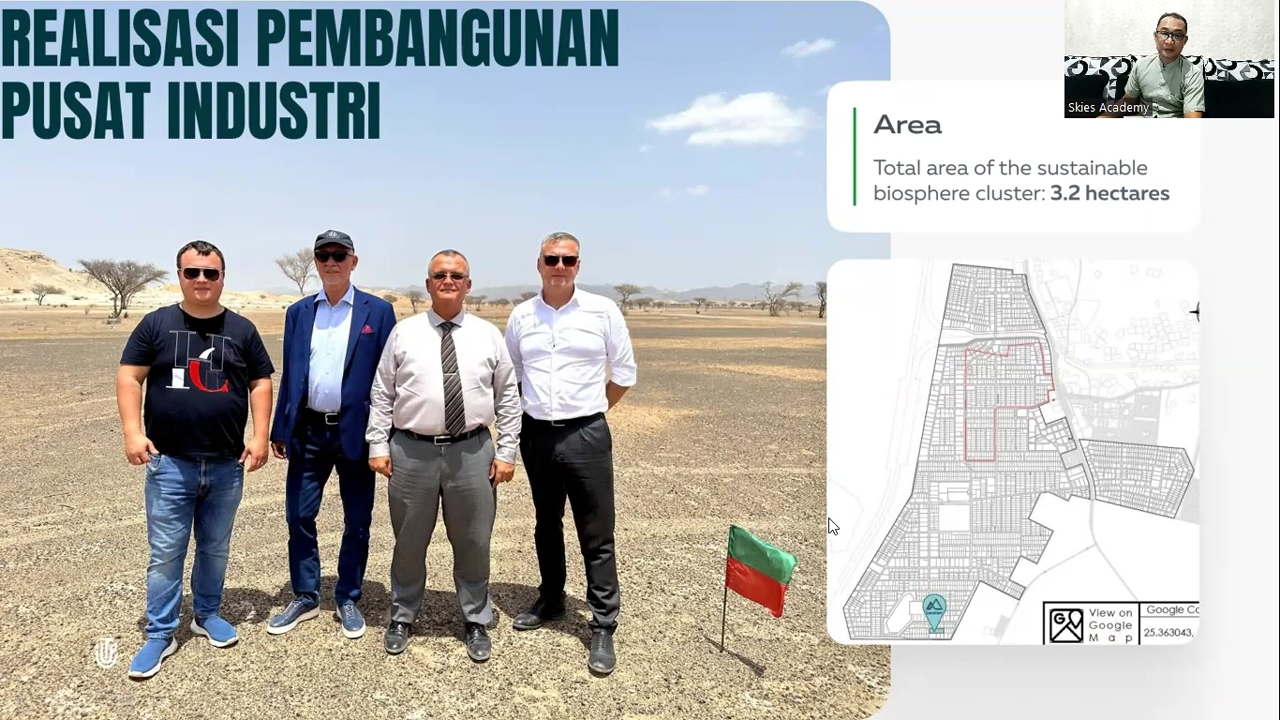 REALISASI PEMBANGUNAN
PUSAT INDUSTRI
Skies Academy
Area
Total area of the sustainable
biosphere cluster: 3.2 hectares
View on
Google
Map
Google Co
25.363043,